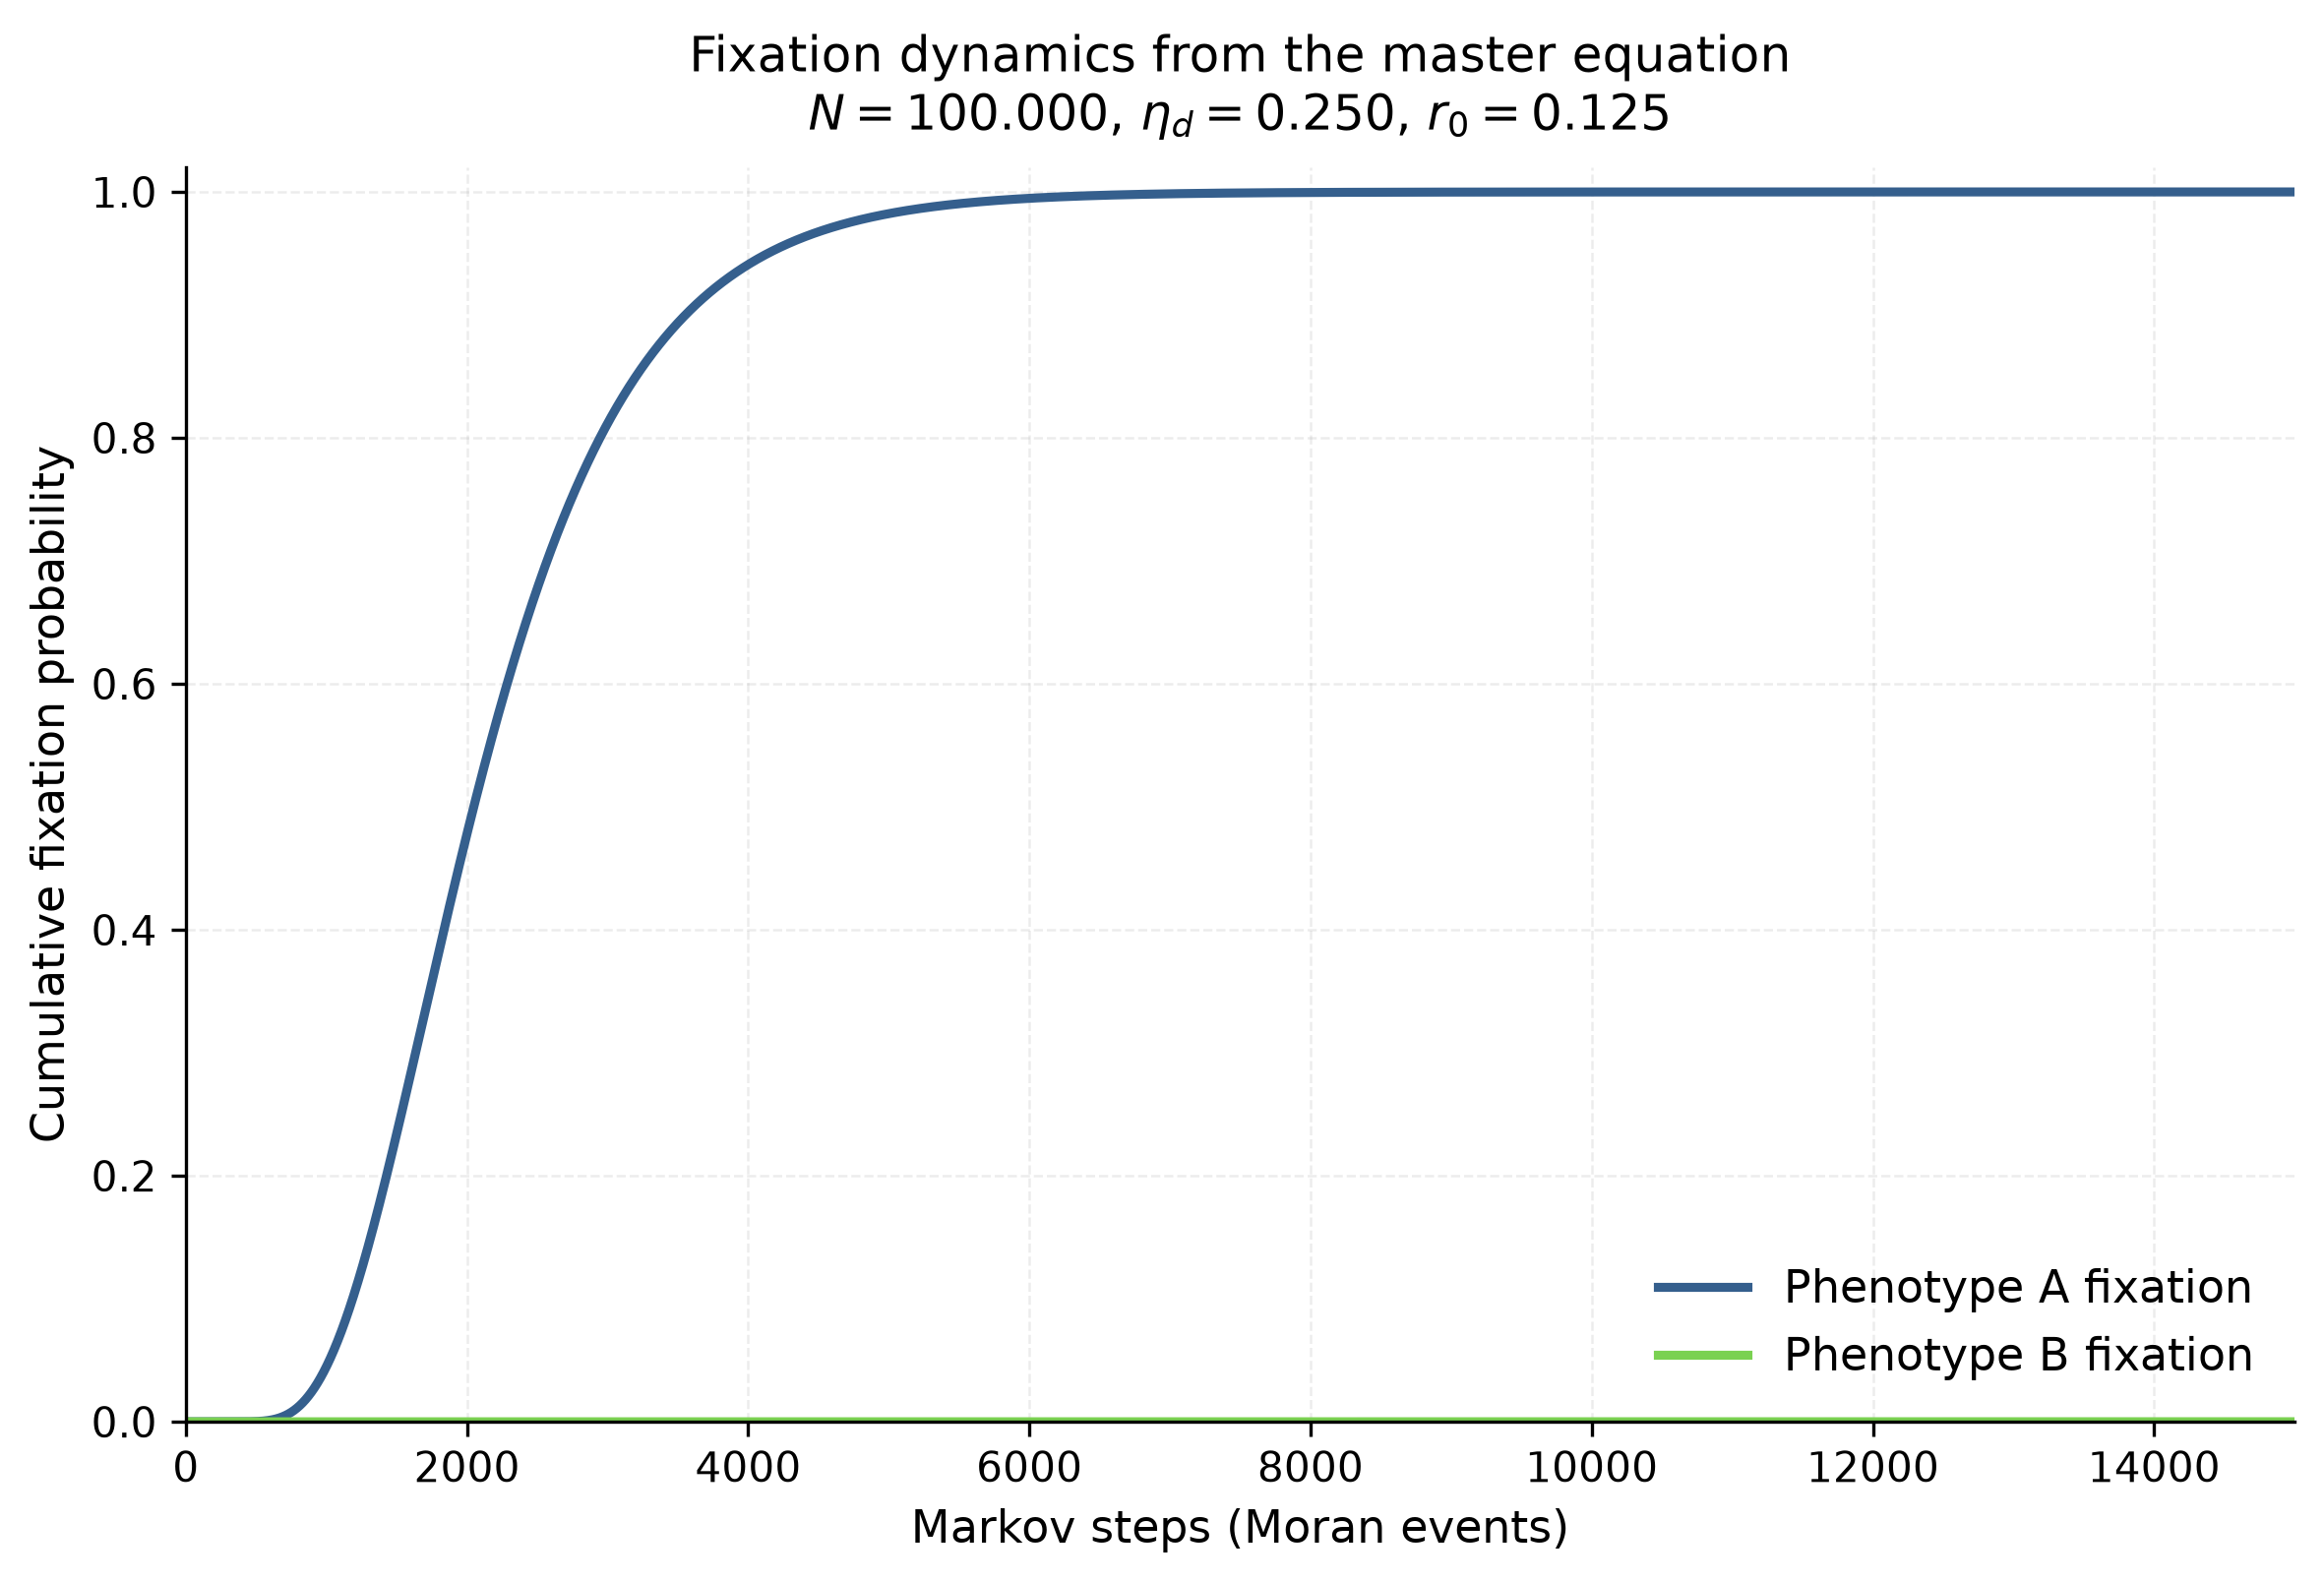 Fixation dynamics from the master equation
N = 100.000, η_d = 0.250, r_0 = 0.125
Cumulative fixation probability
1.0
0.8
0.6
0.4
0.2
0.0
0 2000 4000 6000 8000 10000 12000 14000
Markov steps (Moran events)
Phenotype A fixation
Phenotype B fixation